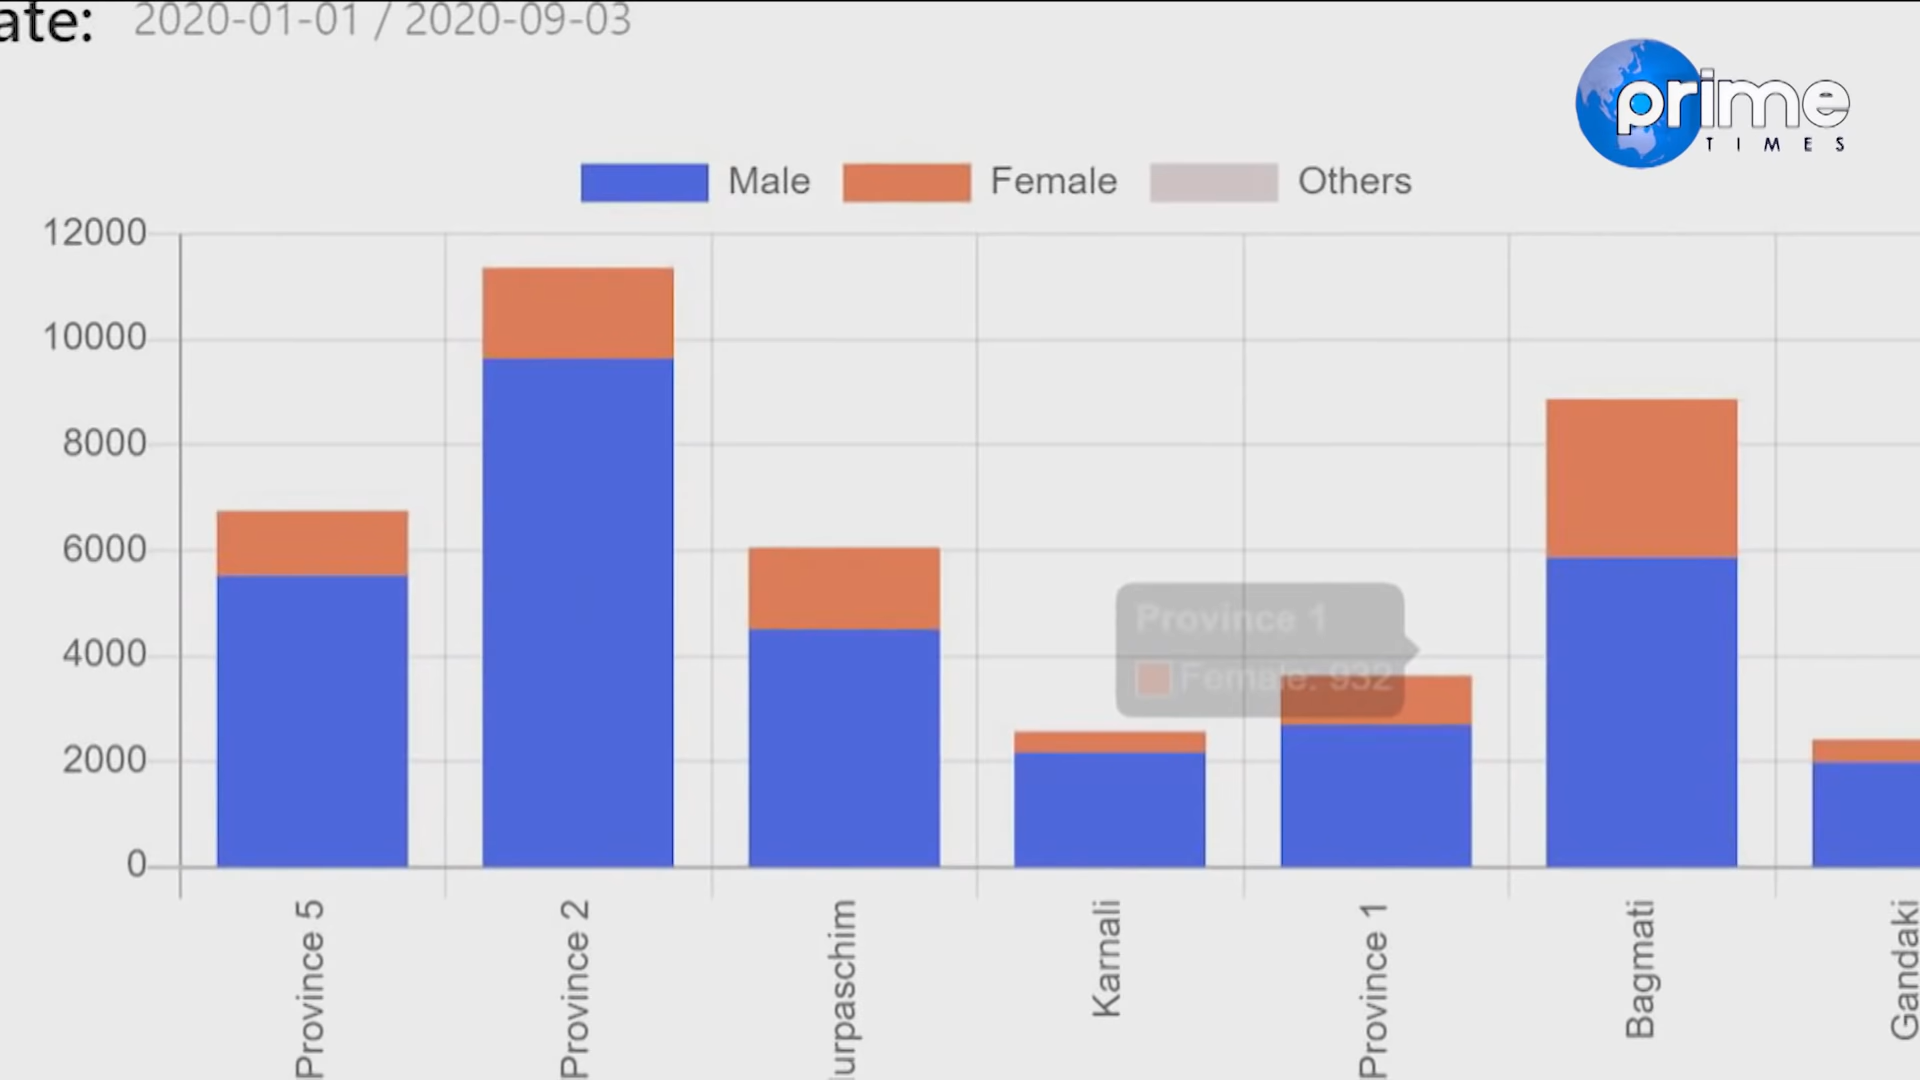 ate: 2020-01-01 / 2020-09-03
prime
TIMES
Male Female Others
12000
10000
8000
6000
4000
2000
0
Province 1
Female: 932
Province 5
Province 2
urpaschim
Karnali
Province 1
Bagmati
Gandaki